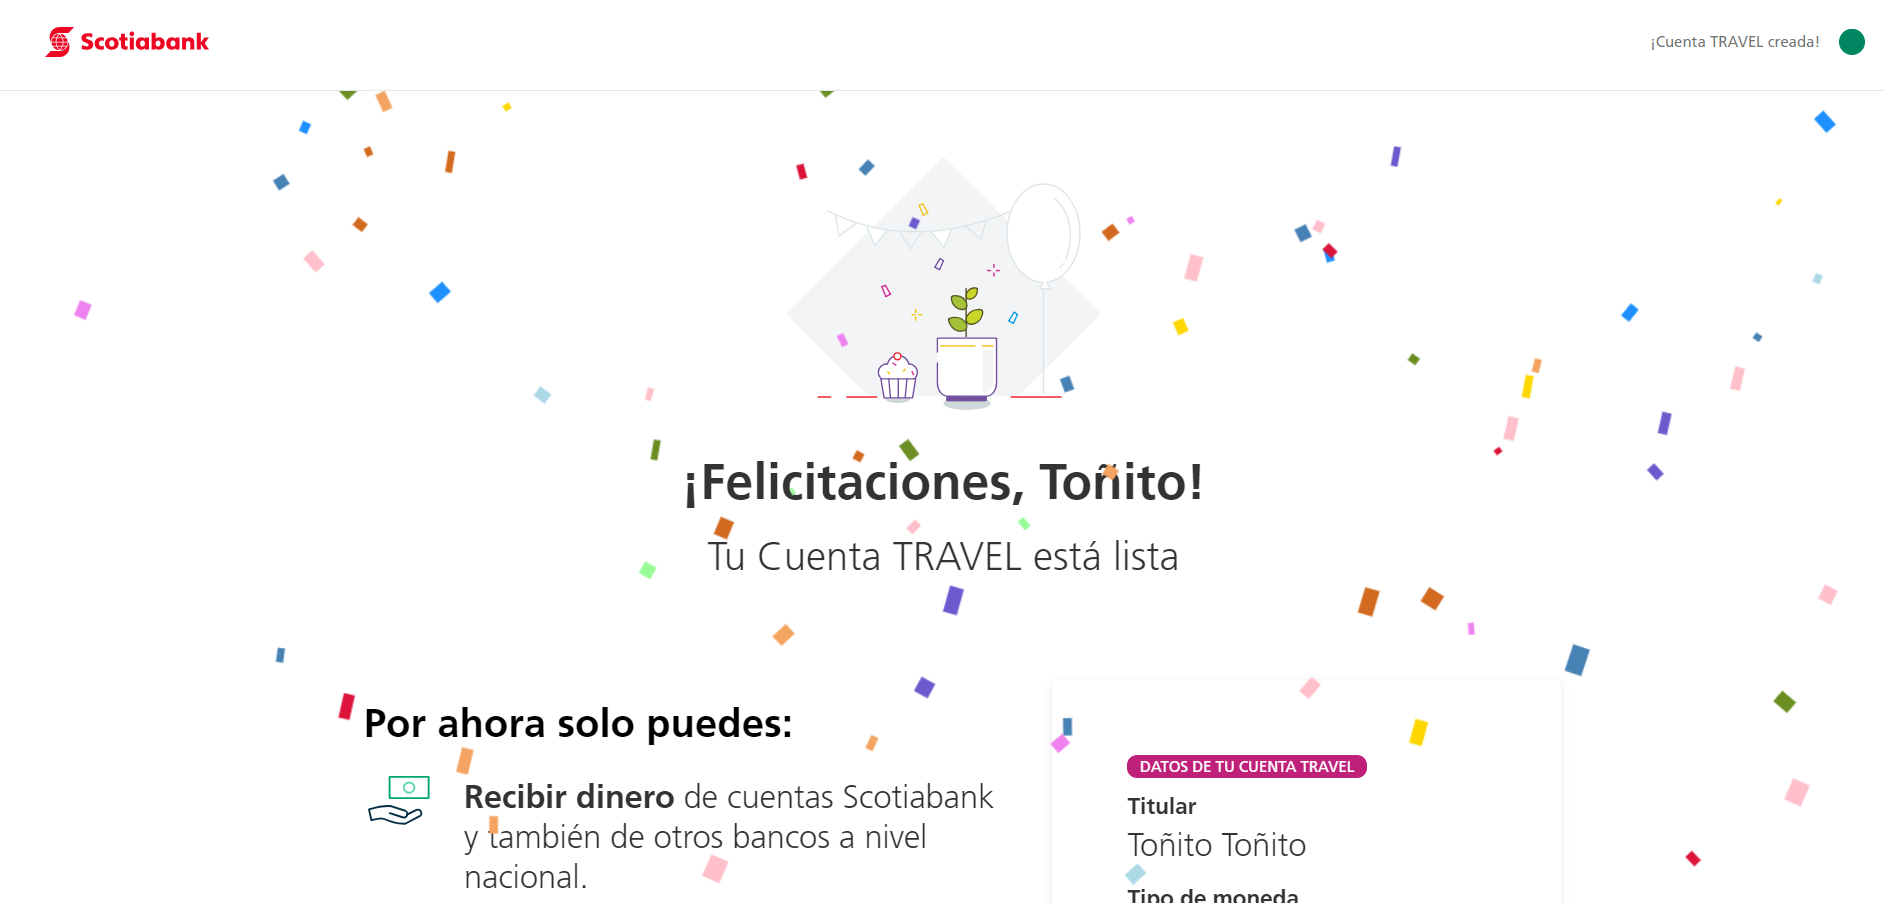 Scotiabank
¡Cuenta TRAVEL creada!
¡Felicitaciones, Toñito!
Tu Cuenta TRAVEL está lista
Por ahora solo puedes:
Recibir dinero de cuentas Scotiabank
y también de otros bancos a nivel
nacional.
DATOS DE TU CUENTA TRAVEL
Titular
Toñito Toñito
Tipo de moneda